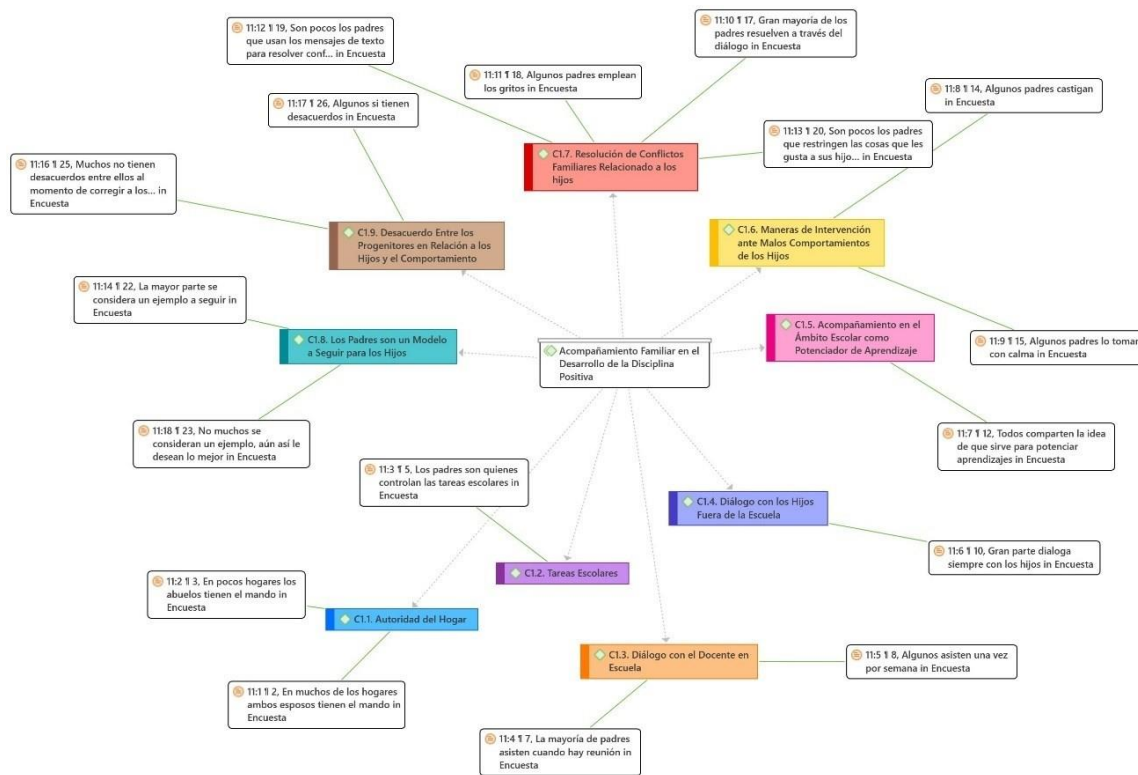 11:12 ¶ 19, Son pocos los padres
que usan los mensajes de texto
para resolver conf... in Encuesta
11:10 ¶ 17, Gran mayoría de los
padres resuelven a través del
diálogo in Encuesta
11:11 ¶ 18, Algunos padres emplean
los gritos in Encuesta
11:8 ¶ 14, Algunos padres castigan
in Encuesta
11:17 ¶ 26, Algunos si tienen
desacuerdos in Encuesta
11:13 ¶ 20, Son pocos los padres
que restringen las cosas que les
gusta a sus hijo... in Encuesta
11:16 ¶ 25, Muchos no tienen
desacuerdos entre ellos al
momento de corregir a los... in
Encuesta
C1.7. Resolución de Conflictos
Familiares Relacionado a los
hijos
C1.9. Desacuerdo Entre los
Progenitores en Relación a los
Hijos y el Comportamiento
C1.6. Maneras de Intervención
ante Malos Comportamientos
de los Hijos
11:14 ¶ 22, La mayor parte se
considera un ejemplo a seguir in
Encuesta
C1.8. Los Padres son un Modelo
a Seguir para los Hijos
Acompañamiento Familiar en el
Desarrollo de la Disciplina
Positiva
C1.5. Acompañamiento en el
Ámbito Escolar como
Potenciador de Aprendizaje
11:9 ¶ 15, Algunos padres lo toman
con calma in Encuesta
11:18 ¶ 23, No muchos se
consideran un ejemplo, aún así le
desean lo mejor in Encuesta
11:7 ¶ 12, Todos comparten la idea
de que sirve para potenciar
aprendizajes in Encuesta
11:3 ¶ 5, Los padres son quienes
controlan las tareas escolares in
Encuesta
C1.4. Diálogo con los Hijos
Fuera de la Escuela
11:6 ¶ 10, Gran parte dialoga
siempre con los hijos in Encuesta
C1.2. Tareas Escolares
11:2 ¶ 3, En pocos hogares los
abuelos tienen el mando in
Encuesta
C1.1. Autoridad del Hogar
C1.3. Diálogo con el Docente en
Escuela
11:5 ¶ 8, Algunos asisten una vez
por semana in Encuesta
11:1 ¶ 2, En muchos de los hogares
ambos esposos tienen el mando in
Encuesta
11:4 ¶ 7, La mayoría de padres
asisten cuando hay reunión in
Encuesta